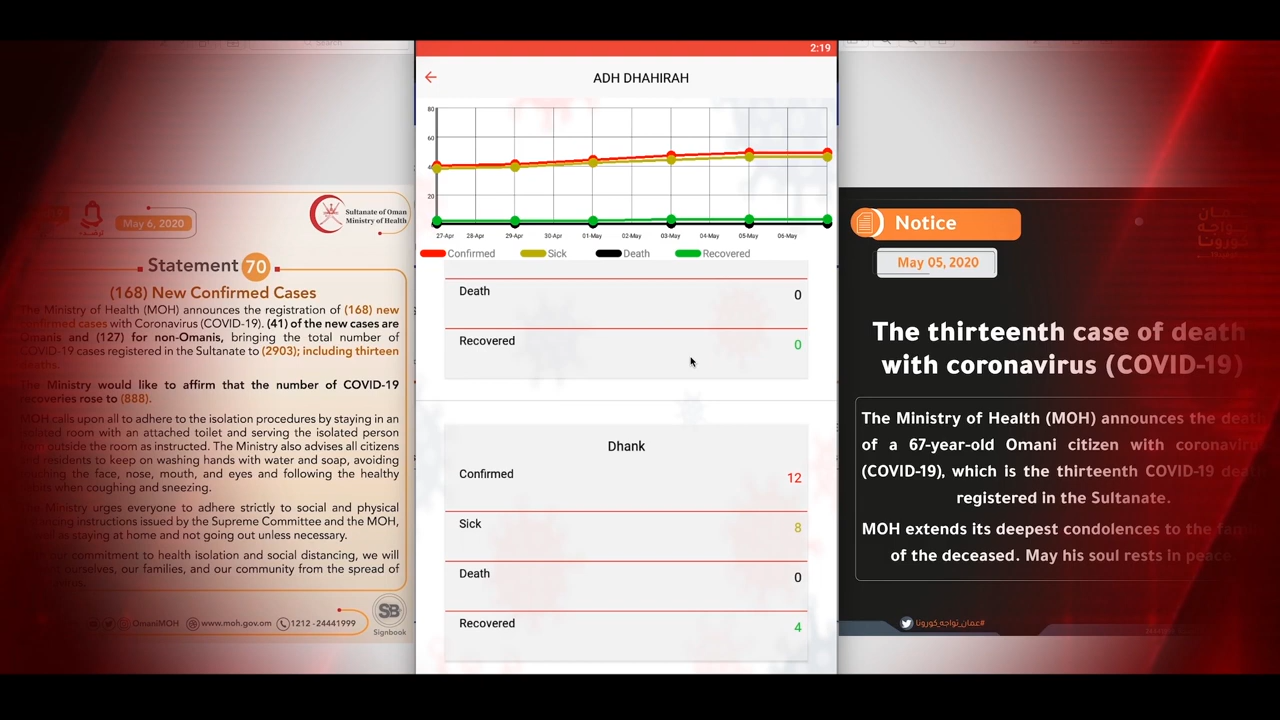 Search
May 6, 2020
Sultanate of Oman
Ministry of Health
Statement 70
(168) New Confirmed Cases
The Ministry of Health (MOH) announces the registration of (168) new
confirmed cases with Coronavirus (COVID-19). (41) of the new cases are
Omanis and (127) for non-Omanis, bringing the total number of
COVID-19 cases registered in the Sultanate to (2903); including thirteen
deaths.
The Ministry would like to affirm that the number of COVID-19
recoveries rose to (888).
MOH calls upon all to adhere to the isolation procedures by staying in an
isolated room with an attached toilet and serving the isolated person
from outside the room as instructed. The Ministry also advises all citizens
and residents to keep on washing hands with water and soap, avoiding
touching the face, nose, mouth, and eyes and following the healthy
when coughing and sneezing.
Ministry urges everyone to adhere strictly to social and physical
instructions issued by the Supreme Committee and the MOH,
as staying at home and not going out unless necessary.
our commitment to health isolation and social distancing, we will
ourselves, our families, and our community from the spread of
OmaniMOH www.moh.gov.om 1212 -24441999
SB
Signbook
2:19
ADH DHAHIRAH
80
60
40
20
27-Apr 28-Apr 29-Apr 30-Apr 01-May 02-May 03-May 04-May 05-May 06-May
Confirmed Sick Death Recovered
Death 0
Recovered 0
Dhank
Confirmed 12
Sick 8
Death 0
Recovered 4
Notice
عمان
تواجه
كورونا
May 05, 2020
The thirteenth case of death
with coronavirus (COVID-19)
The Ministry of Health (MOH) announces the death
of a 67-year-old Omani citizen with coronavirus
(COVID-19), which is the thirteenth COVID-19 death
registered in the Sultanate.
MOH extends its deepest condolences to the family
of the deceased. May his soul rests in peace
#عمان_تواجه_كورونا